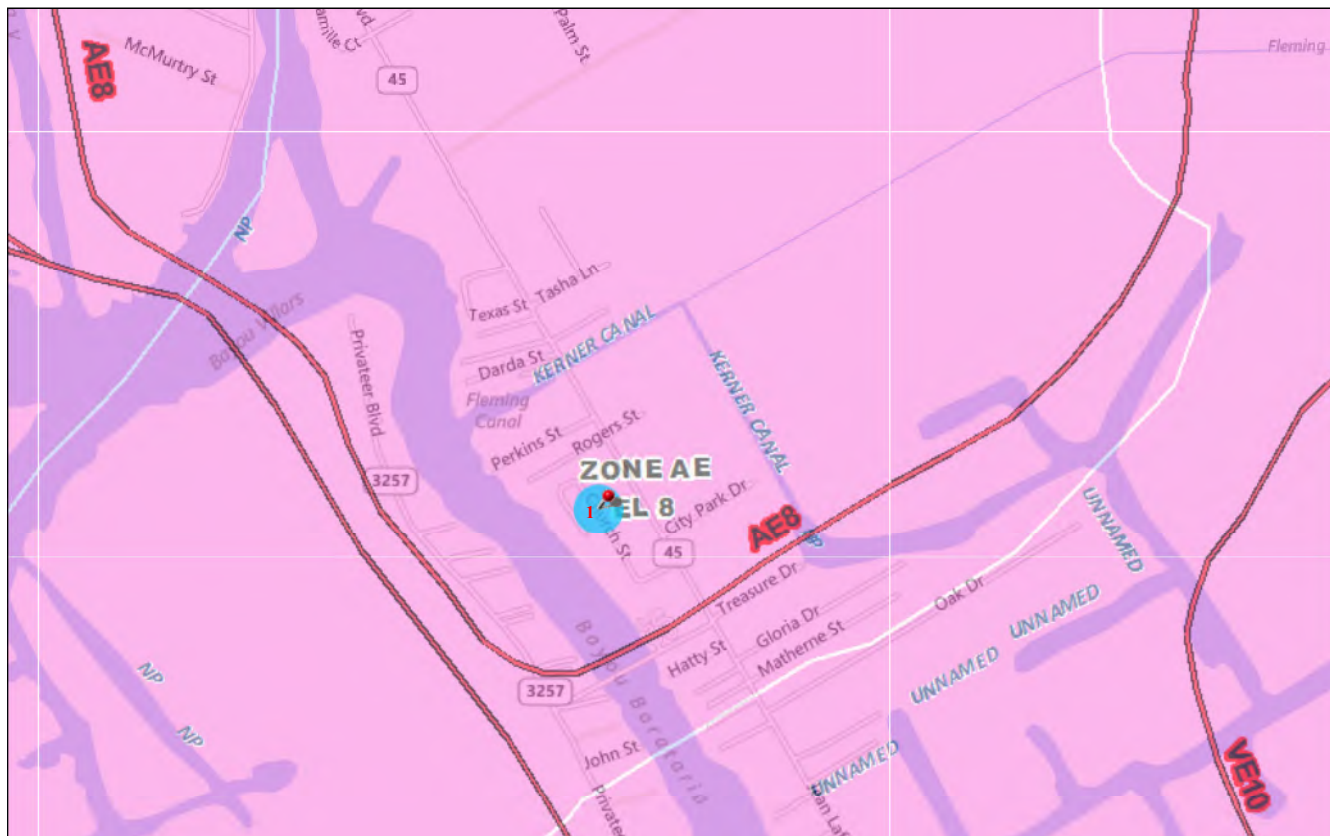 Palm St
McMurtry St
AE8
45
Fleming
NP
Tasha Ln
Texas St
Bayou Villars
KERNER CANAL
Privateer Blvd
Darda St
KERNER CANAL
Fleming
Canal
Rogers St
Perkins St
ZONE AE
3257
1
EL 8
City Park Dr
UNNAMED
AE8
NP
45
Treasure Dr
Oak Dr
Gloria Dr
UNNAMED
Matherne St
Hatty St
Bayou Barataria
NP
UNNAMED
3257
NP
John St
UNNAMED
VE10